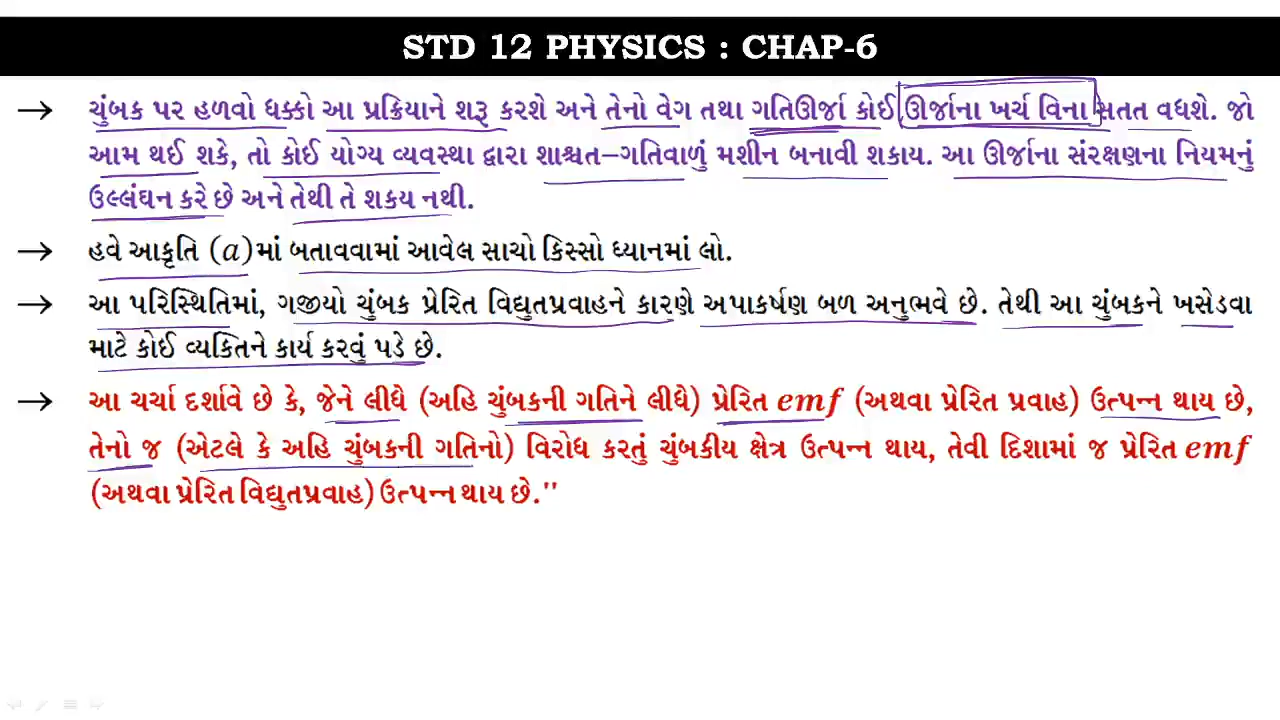 STD 12 PHYSICS : CHAP-6
→ ચુંબક પર હળવો ધક્કો આ પ્રક્રિયાને શરૂ કરશે અને તેનો વેગ તથા ગતિઊર્જા કોઈ ઊર્જાના ખર્ચ વિના સતત વધશે. જો
આમ થઈ શકે, તો કોઈ યોગ્ય વ્યવસ્થા દ્વારા શાશ્વત–ગતિવાળું મશીન બનાવી શકાય. આ ઊર્જાના સંરક્ષણના નિયમનું
ઉલ્લંઘન કરે છે અને તેથી તે શકય નથી.
→ હવે આકૃતિ (a)માં બતાવવામાં આવેલ સાચો કિસ્સો ધ્યાનમાં લો.
→ આ પરિસ્થિતિમાં, ગજીયો ચુંબક પ્રેરિત વિદ્યુતપ્રવાહને કારણે અપાકર્ષણ બળ અનુભવે છે. તેથી આ ચુંબકને ખસેડવા
માટે કોઈ વ્યકિતને કાર્ય કરવું પડે છે.
→ આ ચર્ચા દર્શાવે છે કે, જેને લીધે (અહિ ચુંબકની ગતિને લીધે) પ્રેરિત emf (અથવા પ્રેરિત પ્રવાહ) ઉત્પન્ન થાય છે,
તેનો જ (એટલે કે અહિ ચુંબકની ગતિનો) વિરોધ કરતું ચુંબકીય ક્ષેત્ર ઉત્પન્ન થાય, તેવી દિશામાં જ પ્રેરિત emf
(અથવા પ્રેરિત વિદ્યુતપ્રવાહ) ઉત્પન્ન થાય છે.''